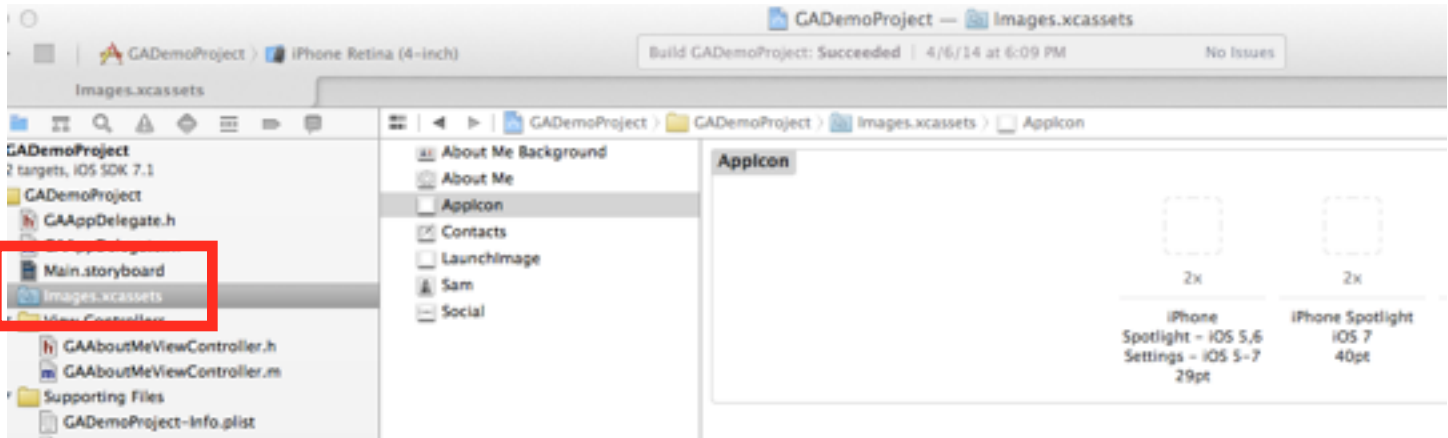 GADemoProject — Images.xcassets
GADemoProject iPhone Retina (4-inch)
Build GADemoProject: Succeeded | 4/6/14 at 6:09 PM No Issues
Images.xcassets
GADemoProject GADemoProject Images.xcassets AppIcon
GADemoProject
2 targets, iOS SDK 7.1
GADemoProject
GAAppDelegate.h
Main.storyboard
Images.xcassets
View Controllers
GAAboutMeViewController.h
GAAboutMeViewController.m
Supporting Files
GADemoProject-Info.plist
About Me Background
About Me
AppIcon
Contacts
LaunchImage
Sam
Social
AppIcon
2x
iPhone
Spotlight - iOS 5,6
Settings - iOS 5-7
29pt
2x
iPhone Spotlight
iOS 7
40pt